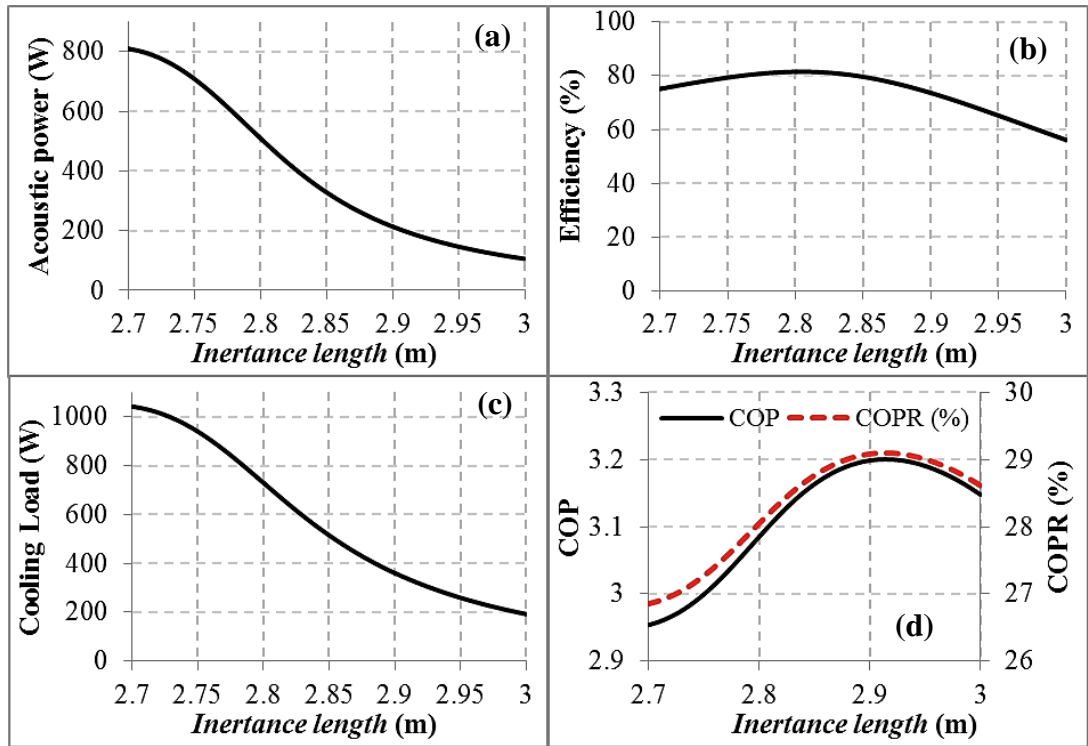 (a)
Acoustic power (W)
800
600
400
200
0
2.7 2.75 2.8 2.85 2.9 2.95 3
Inertance length (m)
(b)
Efficiency (%)
100
80
60
40
20
0
2.7 2.75 2.8 2.85 2.9 2.95 3
Inertance length (m)
(c)
Cooling Load (W)
1000
800
600
400
200
0
2.7 2.75 2.8 2.85 2.9 2.95 3
Inertance length (m)
COP COPR (%)
COP
3.3
3.2
3.1
3
2.9
30
29
28
27
26
COPR (%)
(d)
2.7 2.8 2.9 3
Inertance length (m)